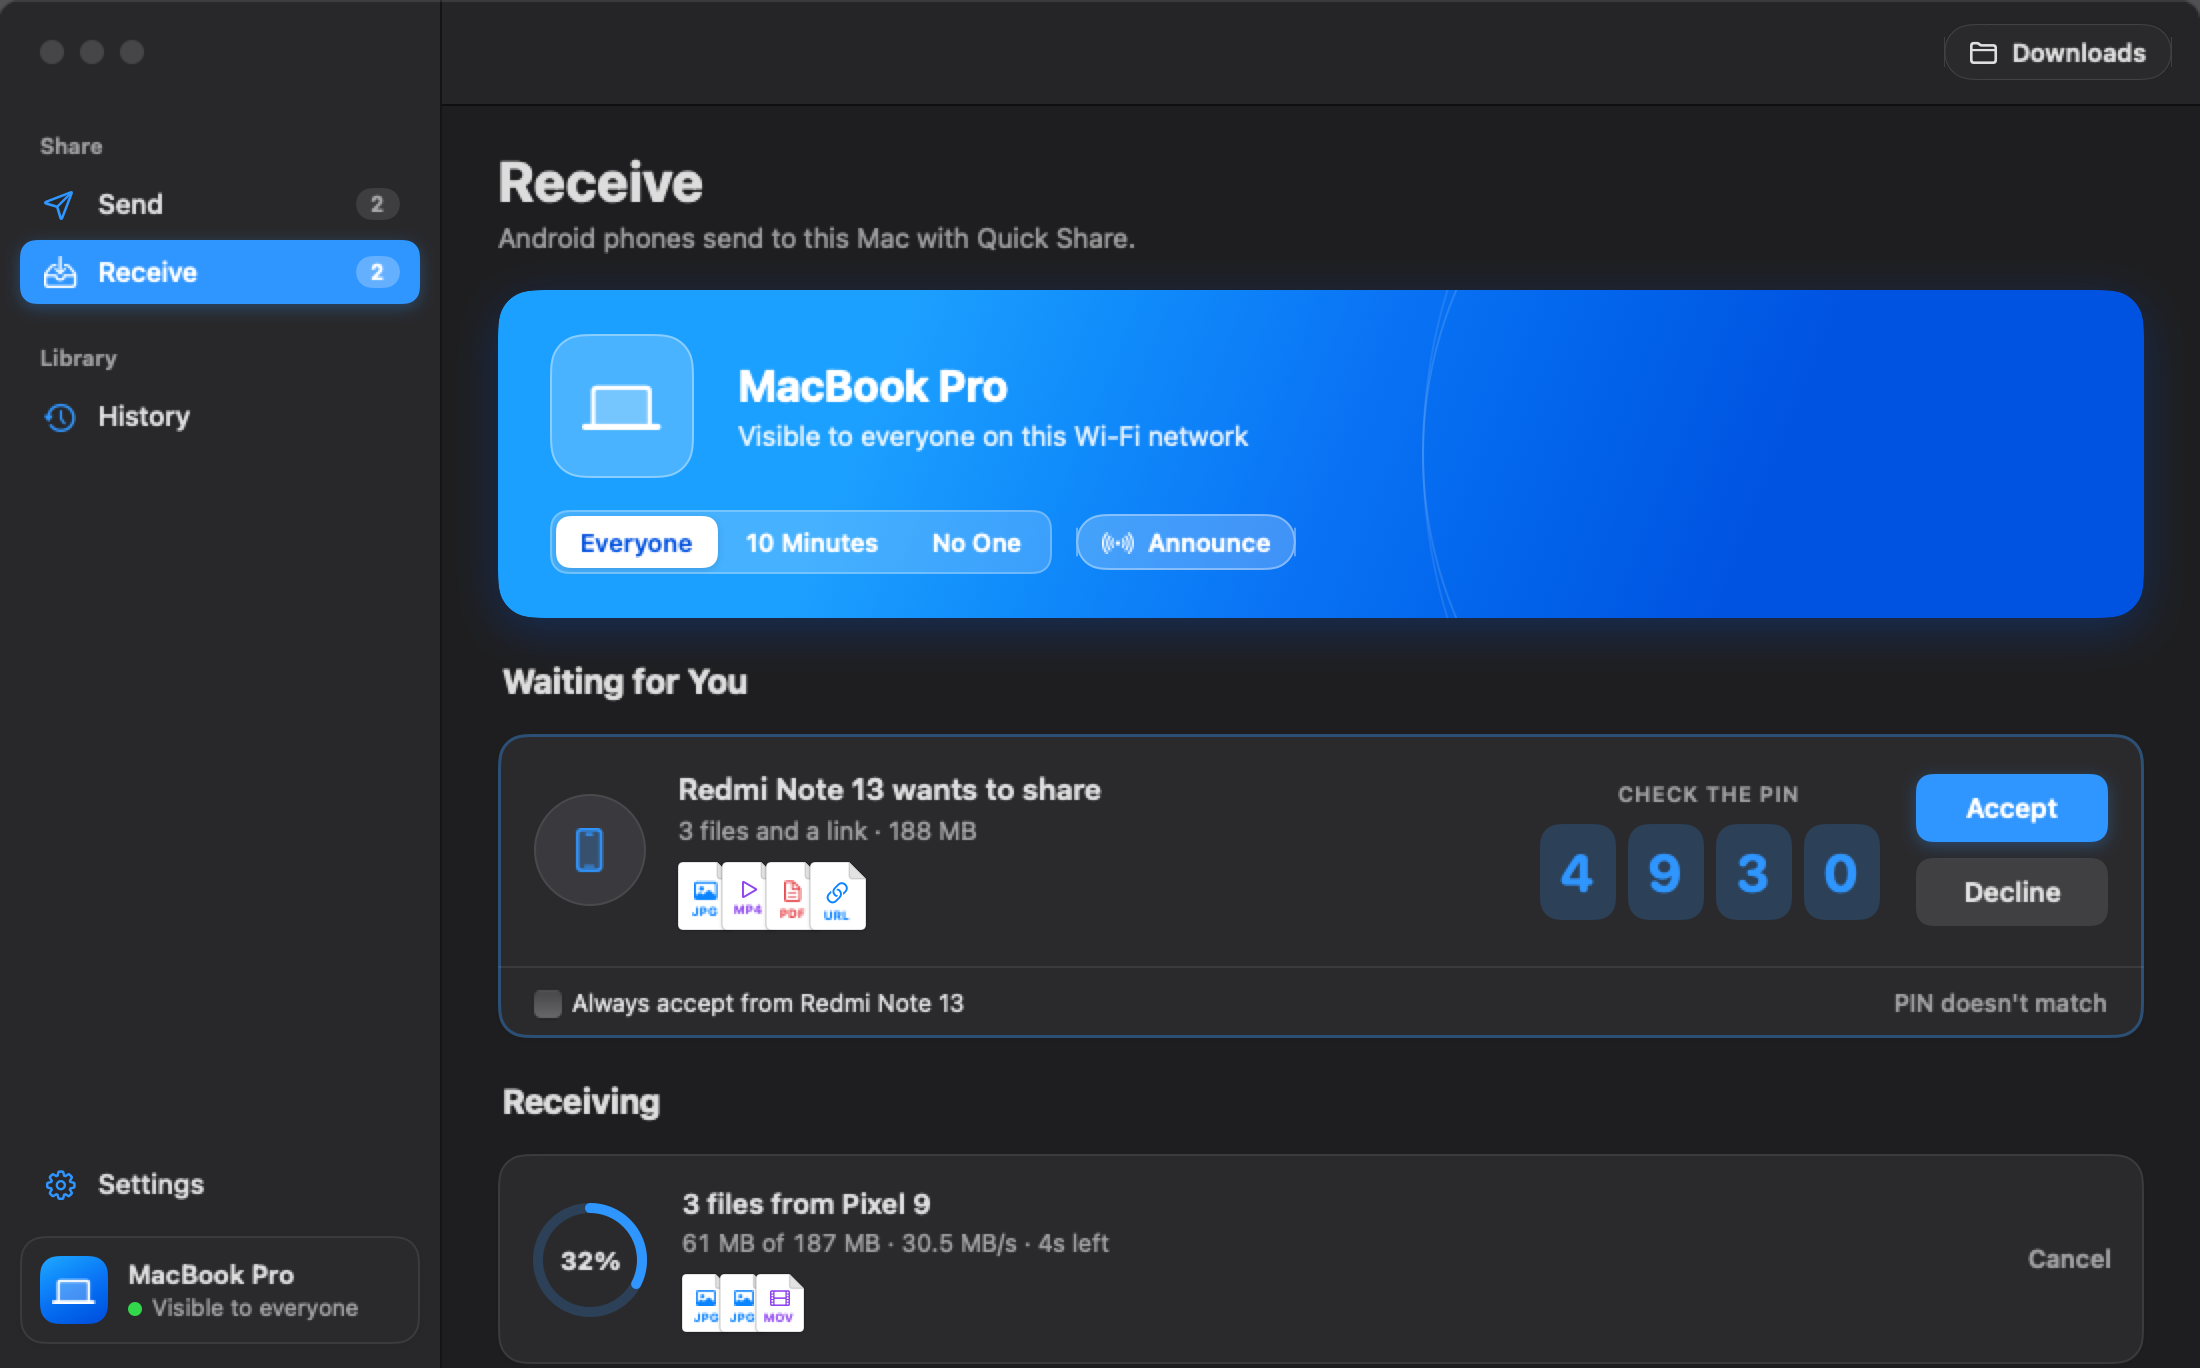 Downloads
Share
Send 2
Receive 2
Library
History
Settings
MacBook Pro
Visible to everyone
Receive
Android phones send to this Mac with Quick Share.
MacBook Pro
Visible to everyone on this Wi-Fi network
Everyone 10 Minutes No One Announce
Waiting for You
Redmi Note 13 wants to share
3 files and a link · 188 MB
JPG MP4 PDF URL
CHECK THE PIN
4 9 3 0
Accept
Decline
Always accept from Redmi Note 13
PIN doesn't match
Receiving
32%
3 files from Pixel 9
61 MB of 187 MB · 30.5 MB/s · 4s left
JPG JPG MOV
Cancel